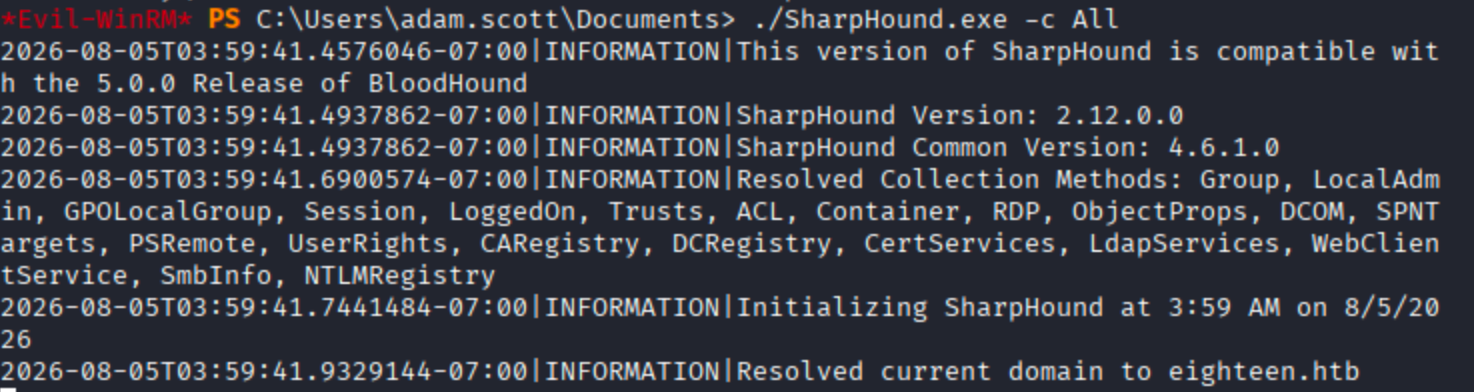 *Evil-WinRM* PS C:\Users\adam.scott\Documents> ./SharpHound.exe -c All
2026-08-05T03:59:41.4576046-07:00|INFORMATION|This version of SharpHound is compatible wit
h the 5.0.0 Release of BloodHound
2026-08-05T03:59:41.4937862-07:00|INFORMATION|SharpHound Version: 2.12.0.0
2026-08-05T03:59:41.4937862-07:00|INFORMATION|SharpHound Common Version: 4.6.1.0
2026-08-05T03:59:41.6900574-07:00|INFORMATION|Resolved Collection Methods: Group, LocalAdm
in, GPOLocalGroup, Session, LoggedOn, Trusts, ACL, Container, RDP, ObjectProps, DCOM, SPNT
argets, PSRemote, UserRights, CARegistry, DCRegistry, CertServices, LdapServices, WebClien
tService, SmbInfo, NTLMRegistry
2026-08-05T03:59:41.7441484-07:00|INFORMATION|Initializing SharpHound at 3:59 AM on 8/5/20
26
2026-08-05T03:59:41.9329144-07:00|INFORMATION|Resolved current domain to eighteen.htb